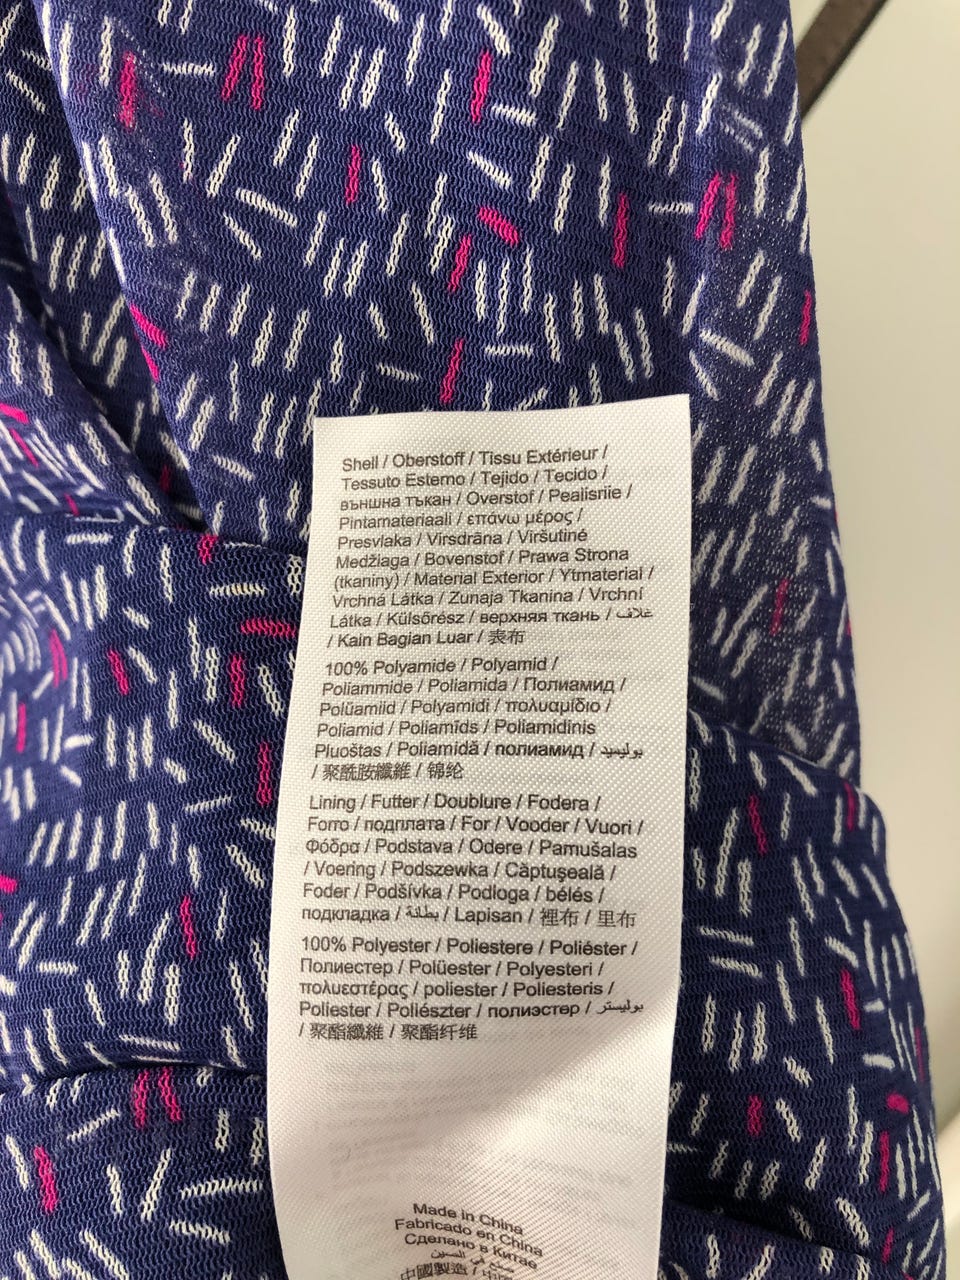 Shell / Oberstoff / Tissu Extérieur /
Tessuto Esterno / Tejido / Tecido /
външна тъкан / Overstof / Pealisriie /
Pintamateriaali / επάνω μέρος /
Presvlaka / Virsdrāna / Viršutinė
Medžiaga / Bovenstof / Prawa Strona
(tkaniny) / Material Exterior / Ytmaterial /
Vrchná Látka / Zunaja Tkanina / Vrchní
Látka / Külsőrész / верхняя ткань / غلاف
/ Kain Bagian Luar / 表布
100% Polyamide / Polyamid /
Poliammide / Poliamida / Полиамид /
Polüamiid / Polyamidi / πολυαμίδιο /
Poliamid / Poliamīds / Poliamidinis
Pluoštas / Poliamidă / полиамид / بوليميد
/ 聚酰胺纖維 / 锦纶
Lining / Futter / Doublure / Fodera /
Forro / подплата / For / Vooder / Vuori /
Φόδρα / Podstava / Odere / Pamušalas
/ Voering / Podszewka / Căptuşeală /
Foder / Podšívka / Podloga / bélés /
подкладка / بطانة / Lapisan / 裡布 / 里布
100% Polyester / Poliestere / Poliéster /
Полиестер / Polüester / Polyesteri /
πολυεστέρας / poliester / Poliesteris /
Poliester / Poliészter / полиэстер / بوليستر
/ 聚酯纖維 / 聚酯纤维
Made in China
Fabricado en China
Сделано в Китае
صنع في الصين
中國製造 /